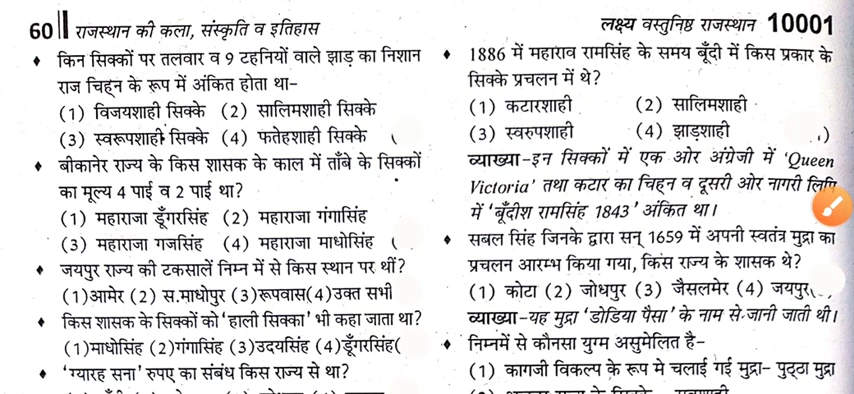 60 राजस्थान की कला, संस्कृति व इतिहास
लक्ष्य वस्तुनिष्ठ राजस्थान 10001
♦ किन सिक्कों पर तलवार व 9 टहनियों वाले झाड़ का निशान
राज चिह्न के रूप में अंकित होता था–
(1) विजयशाही सिक्के (2) सालिमशाही सिक्के
(3) स्वरूपशाही सिक्के (4) फतेहशाही सिक्के (
♦ बीकानेर राज्य के किस शासक के काल में ताँबे के सिक्कों
का मूल्य 4 पाई व 2 पाई था?
(1) महाराजा डूँगरसिंह (2) महाराजा गंगासिंह
(3) महाराजा गजसिंह (4) महाराजा माधोसिंह (
♦ जयपुर राज्य की टकसालें निम्न में से किस स्थान पर थीं?
(1)आमेर (2) स.माधोपुर (3)रूपवास(4)उक्त सभी
♦ किस शासक के सिक्कों को 'हाली सिक्का' भी कहा जाता था?
(1)माधोसिंह (2)गंगासिंह (3)उदयसिंह (4)डूँगरसिंह(
♦ 'ग्यारह सना' रुपए का संबंध किस राज्य से था?
♦ 1886 में महाराव रामसिंह के समय बूँदी में किस प्रकार के
सिक्के प्रचलन में थे?
(1) कटारशाही (2) सालिमशाही
(3) स्वरुपशाही (4) झाड़शाही )
व्याख्या–इन सिक्कों में एक ओर अंग्रेजी में 'Queen
Victoria' तथा कटार का चिह्न व दूसरी ओर नागरी लिपि
में 'बूँदीश रामसिंह 1843' अंकित था।
♦ सबल सिंह जिनके द्वारा सन् 1659 में अपनी स्वतंत्र मुद्रा का
प्रचलन आरम्भ किया गया, किस राज्य के शासक थे?
(1) कोटा (2) जोधपुर (3) जैसलमेर (4) जयपुर(
व्याख्या–यह मुद्रा 'डोडिया पैसा' के नाम से जानी जाती थी।
♦ निम्नमें से कौनसा युग्म असुमेलित है–
(1) कागजी विकल्प के रूप मे चलाई गई मुद्रा– पुठ्ठा मुद्रा